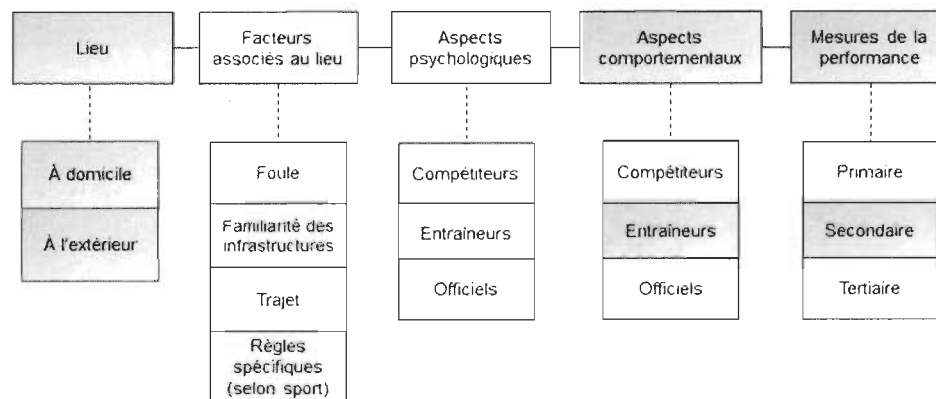 Lieu
Facteurs
associés au lieu
Aspects
psychologiques
Aspects
comportementaux
Mesures de la
performance
À domicile
À l'extérieur
Foule
Familiarité des
infrastructures
Trajet
Règles
spécifiques
(selon sport)
Compétiteurs
Entraîneurs
Officiels
Compétiteurs
Entraîneurs
Officiels
Primaire
Secondaire
Tertiaire